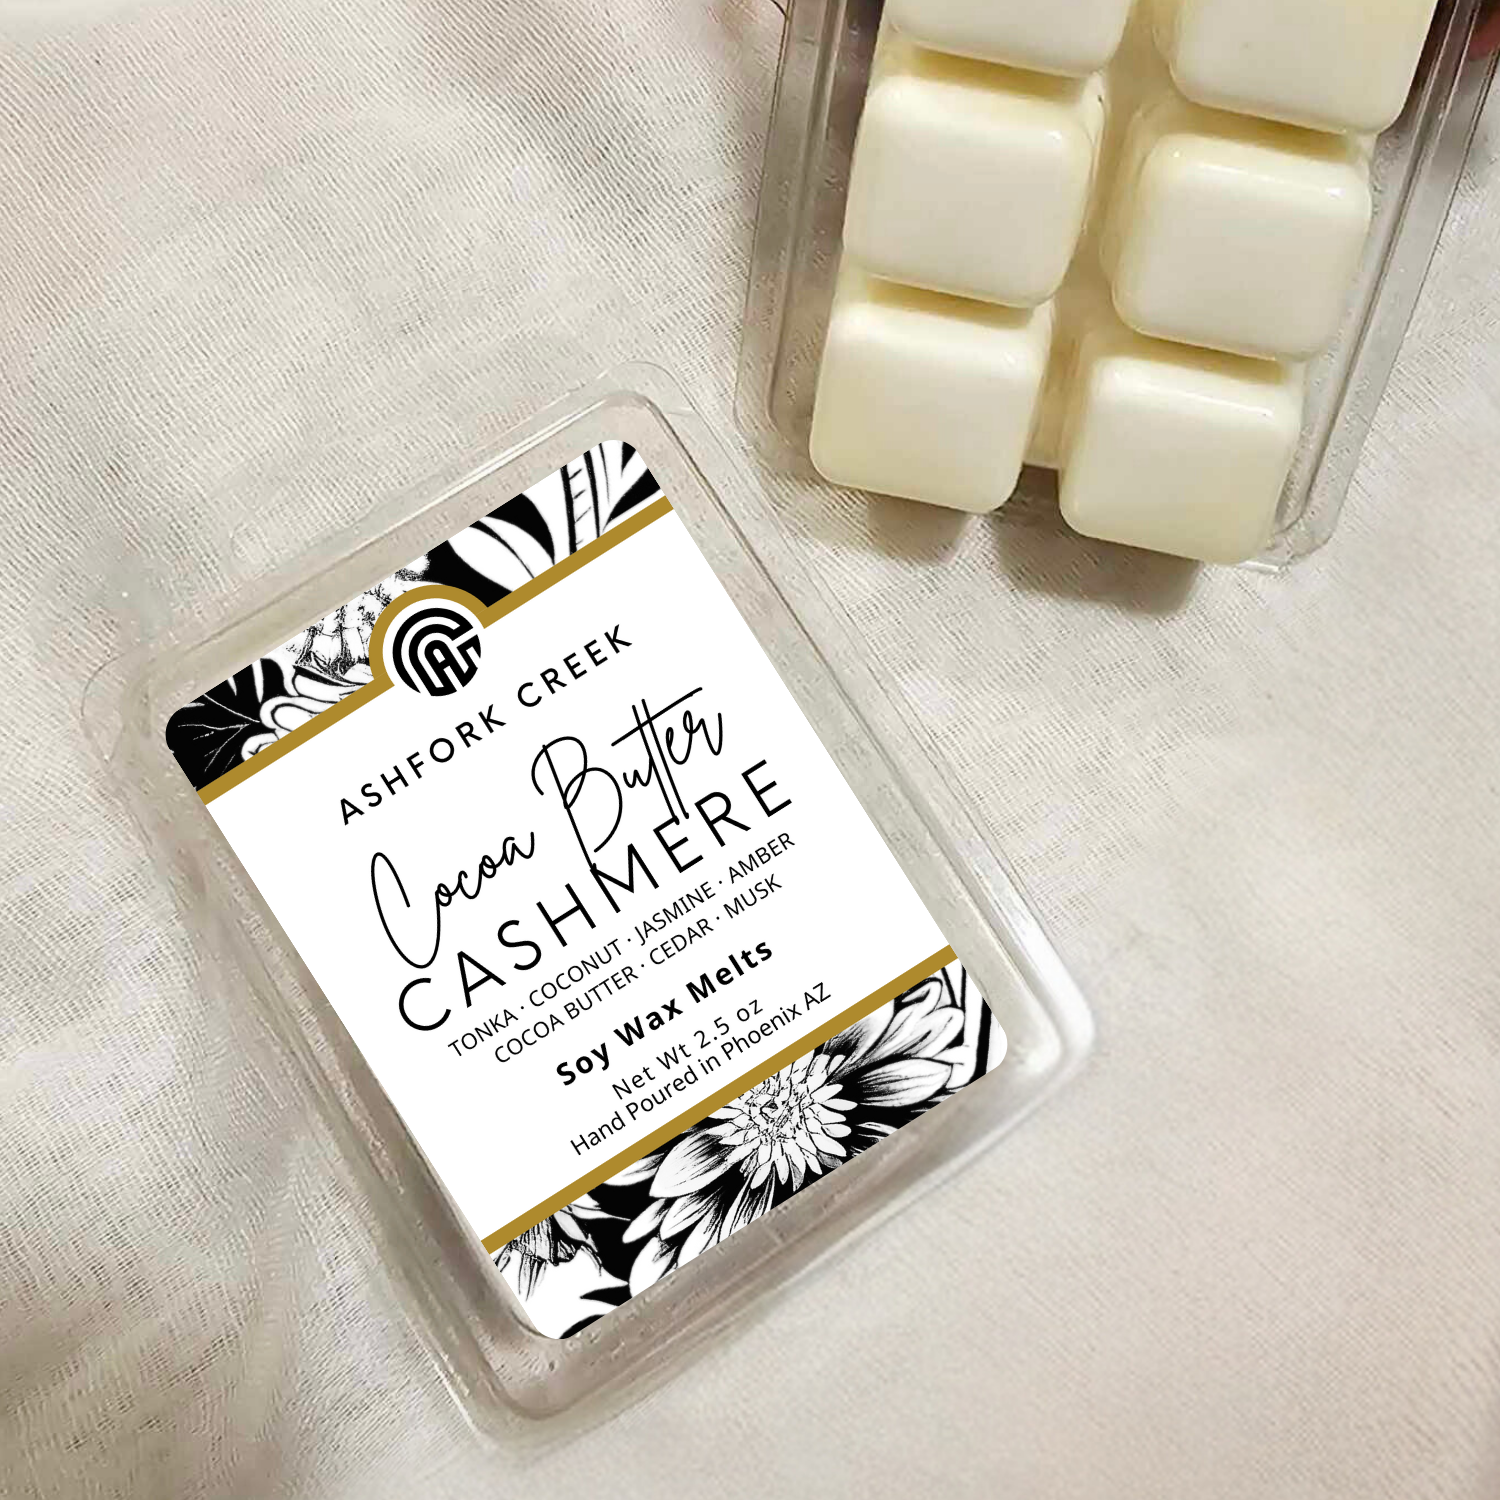 ASHFORK CREEK
Cocoa Butter
CASHMERE
TONKA · COCONUT · JASMINE · AMBER
COCOA BUTTER · CEDAR · MUSK
Soy Wax Melts
Net Wt 2.5 oz
Hand Poured in Phoenix AZ